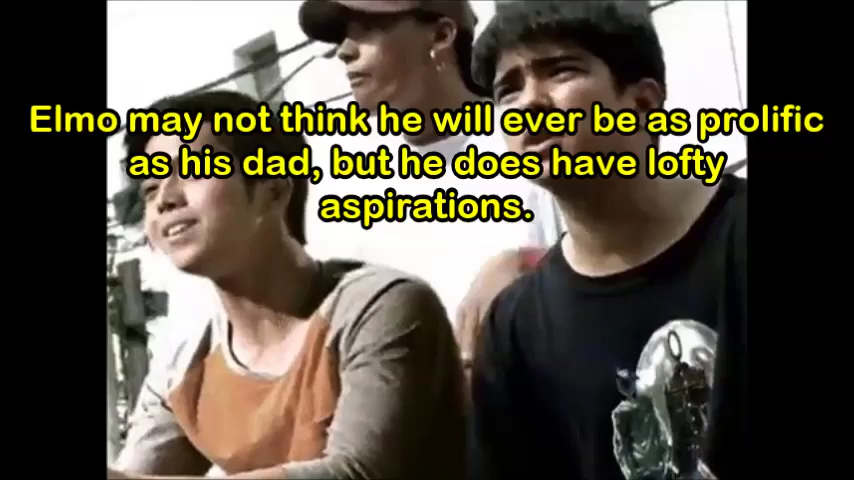 Elmo may not think he will ever be as prolific
as his dad, but he does have lofty
aspirations.